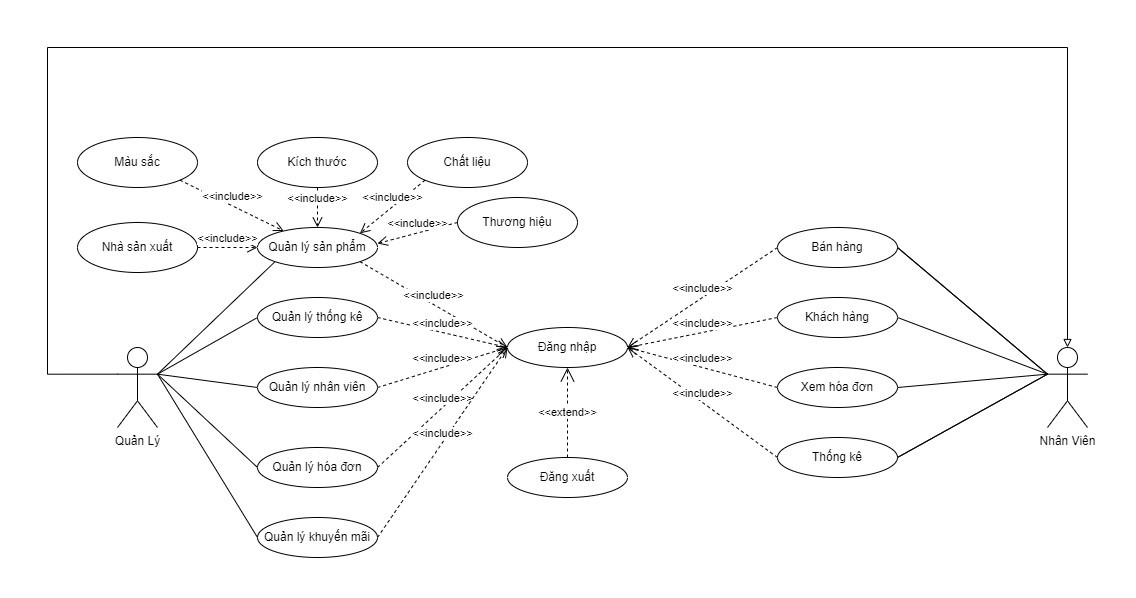 Màu sắc
Kích thước
Chất liệu
<<include>>
<<include>>
<<include>>
Thương hiệu
<<include>>
Nhà sản xuất
<<include>>
Quản lý sản phẩm
Bán hàng
<<include>>
<<include>>
Quản lý thống kê
<<include>>
<<include>>
Khách hàng
Đăng nhập
<<include>>
<<include>>
Quản lý nhân viên
Xem hóa đơn
<<include>>
<<include>>
<<extend>>
<<include>>
Quản Lý
Nhân Viên
Thống kê
Quản lý hóa đơn
Đăng xuất
Quản lý khuyến mãi